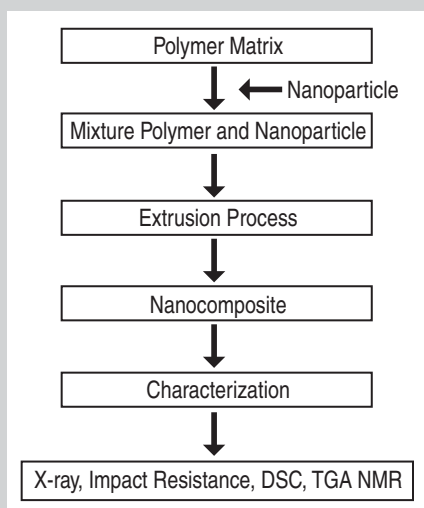 Polymer Matrix
Nanoparticle
Mixture Polymer and Nanoparticle
Extrusion Process
Nanocomposite
Characterization
X-ray, Impact Resistance, DSC, TGA NMR